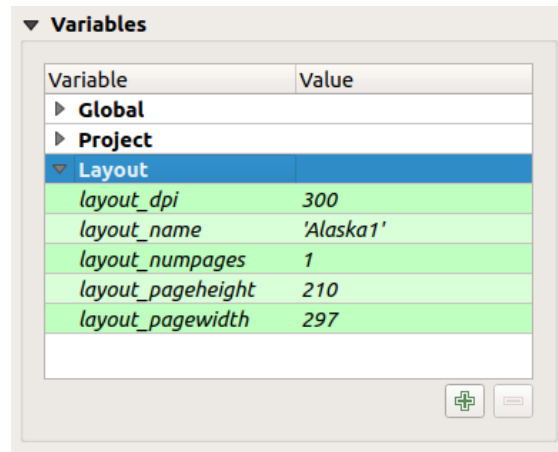 Variables
Variable Value
Global
Project
Layout
layout_dpi 300
layout_name 'Alaska1'
layout_numpages 1
layout_pageheight 210
layout_pagewidth 297